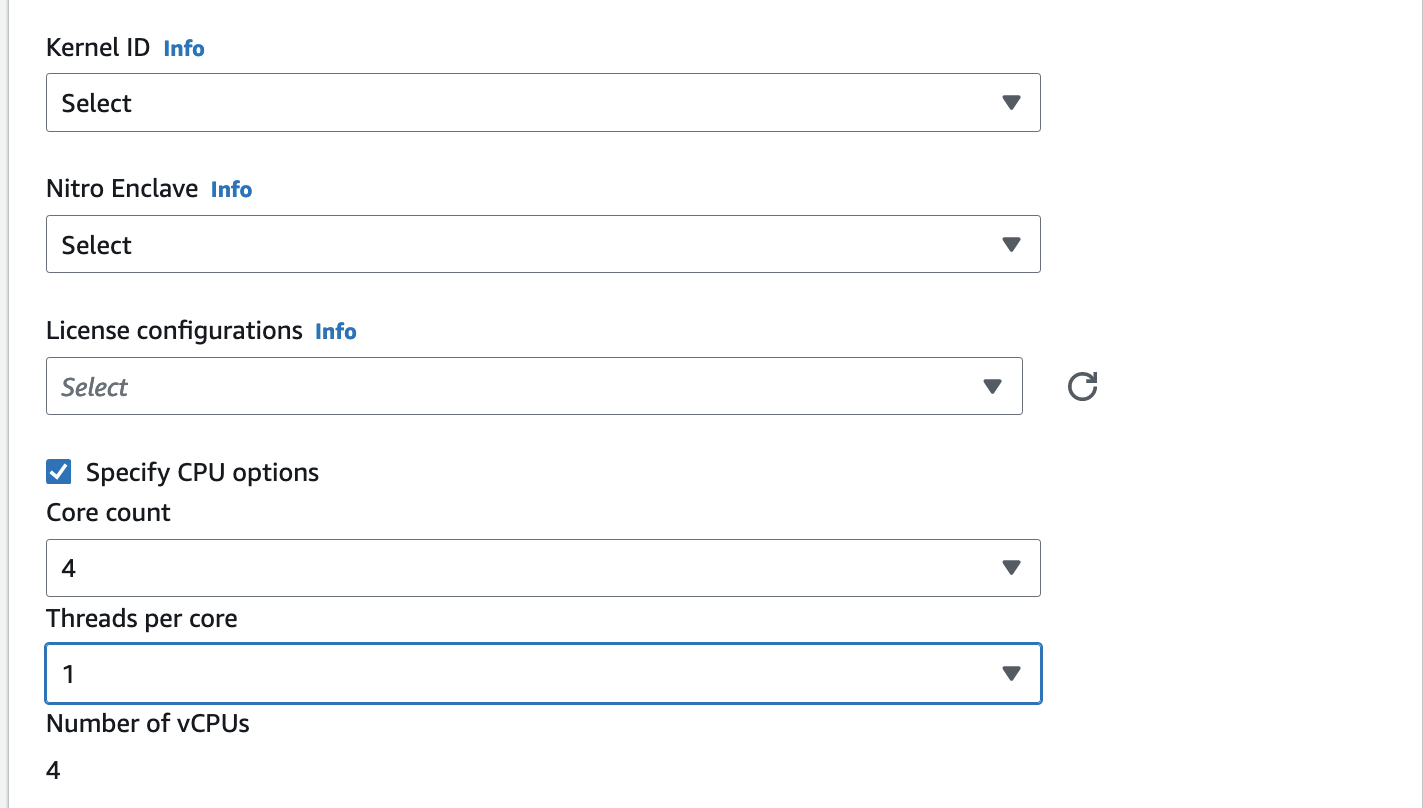 Kernel ID Info
Select
Nitro Enclave Info
Select
License configurations Info
Select
Specify CPU options
Core count
4
Threads per core
1
Number of vCPUs
4